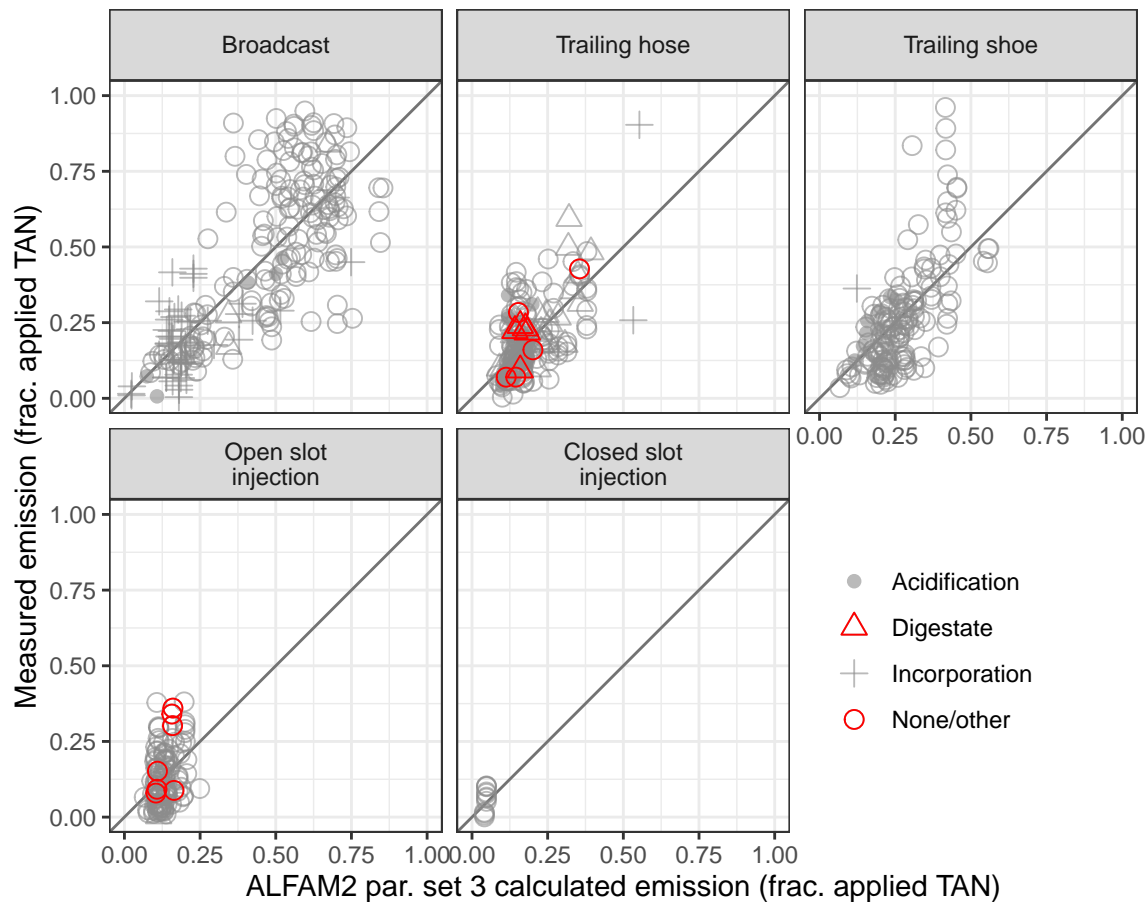 Broadcast
Trailing hose
Trailing shoe
1.00
0.75
0.50
0.25
0.00
0.00 0.25 0.50 0.75 1.00
Open slot
injection
Closed slot
injection
1.00
0.75
0.50
0.25
0.00
0.00 0.25 0.50 0.75 1.00
0.00 0.25 0.50 0.75 1.00
Acidification
Digestate
Incorporation
None/other
Measured emission (frac. applied TAN)
ALFAM2 par. set 3 calculated emission (frac. applied TAN)